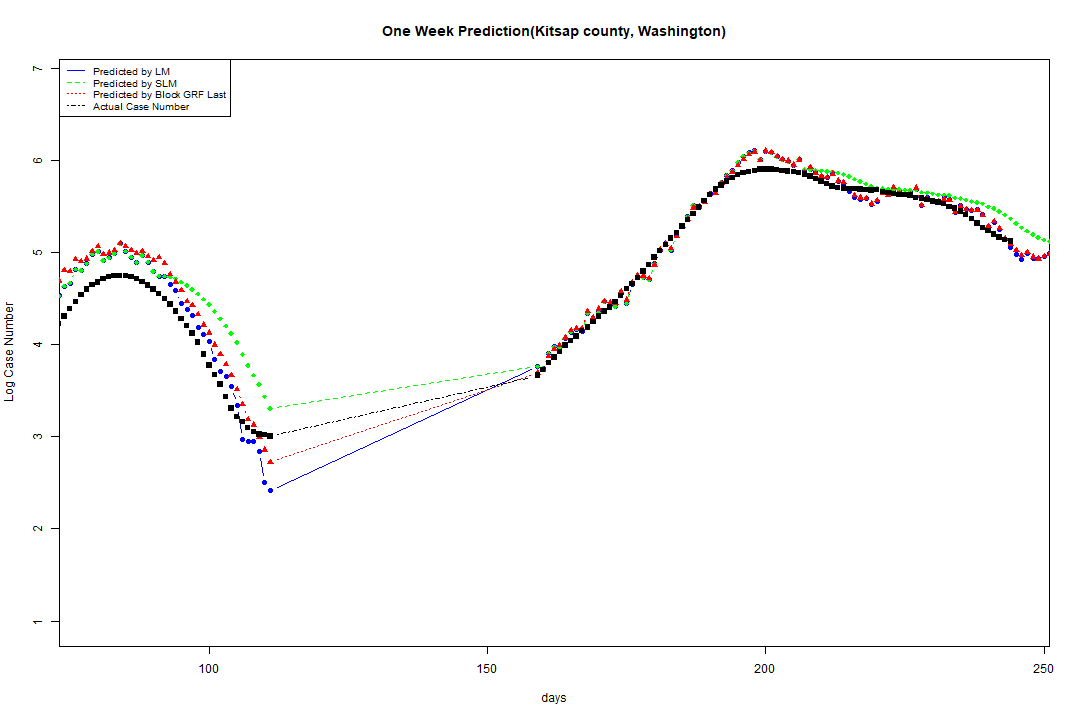 One Week Prediction(Kitsap county, Washington)
Predicted by LM
Predicted by SLM
Predicted by Block GRF Last
Actual Case Number
7
6
5
4
3
2
1
Log Case Number
100
150
200
250
days